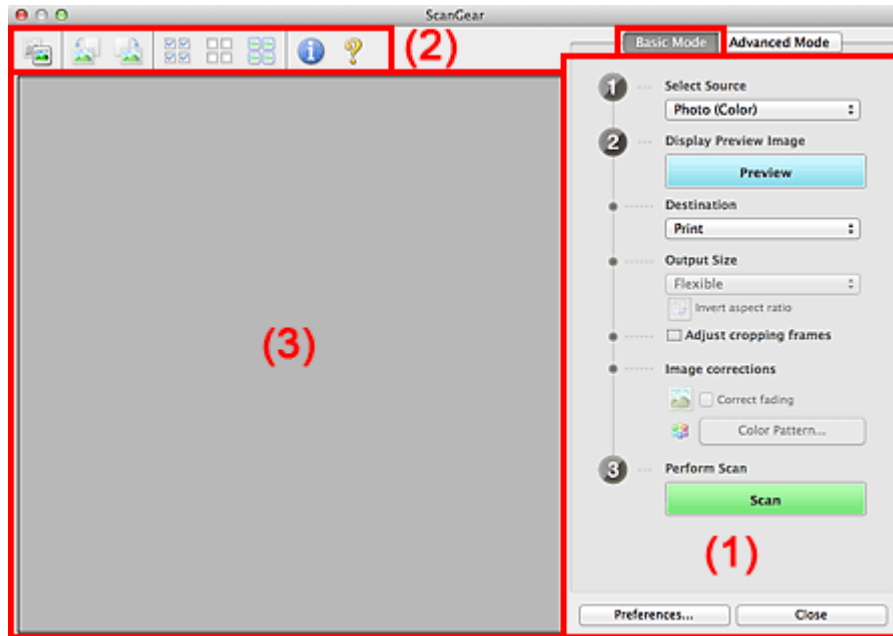 ScanGear
(2)
Basic Mode Advanced Mode
1 Select Source
Photo (Color)
2 Display Preview Image
Preview
Destination
Print
Output Size
Flexible
Invert aspect ratio
(3)
Adjust cropping frames
Image corrections
Correct fading
Color Pattern...
3 Perform Scan
Scan
(1)
Preferences... Close